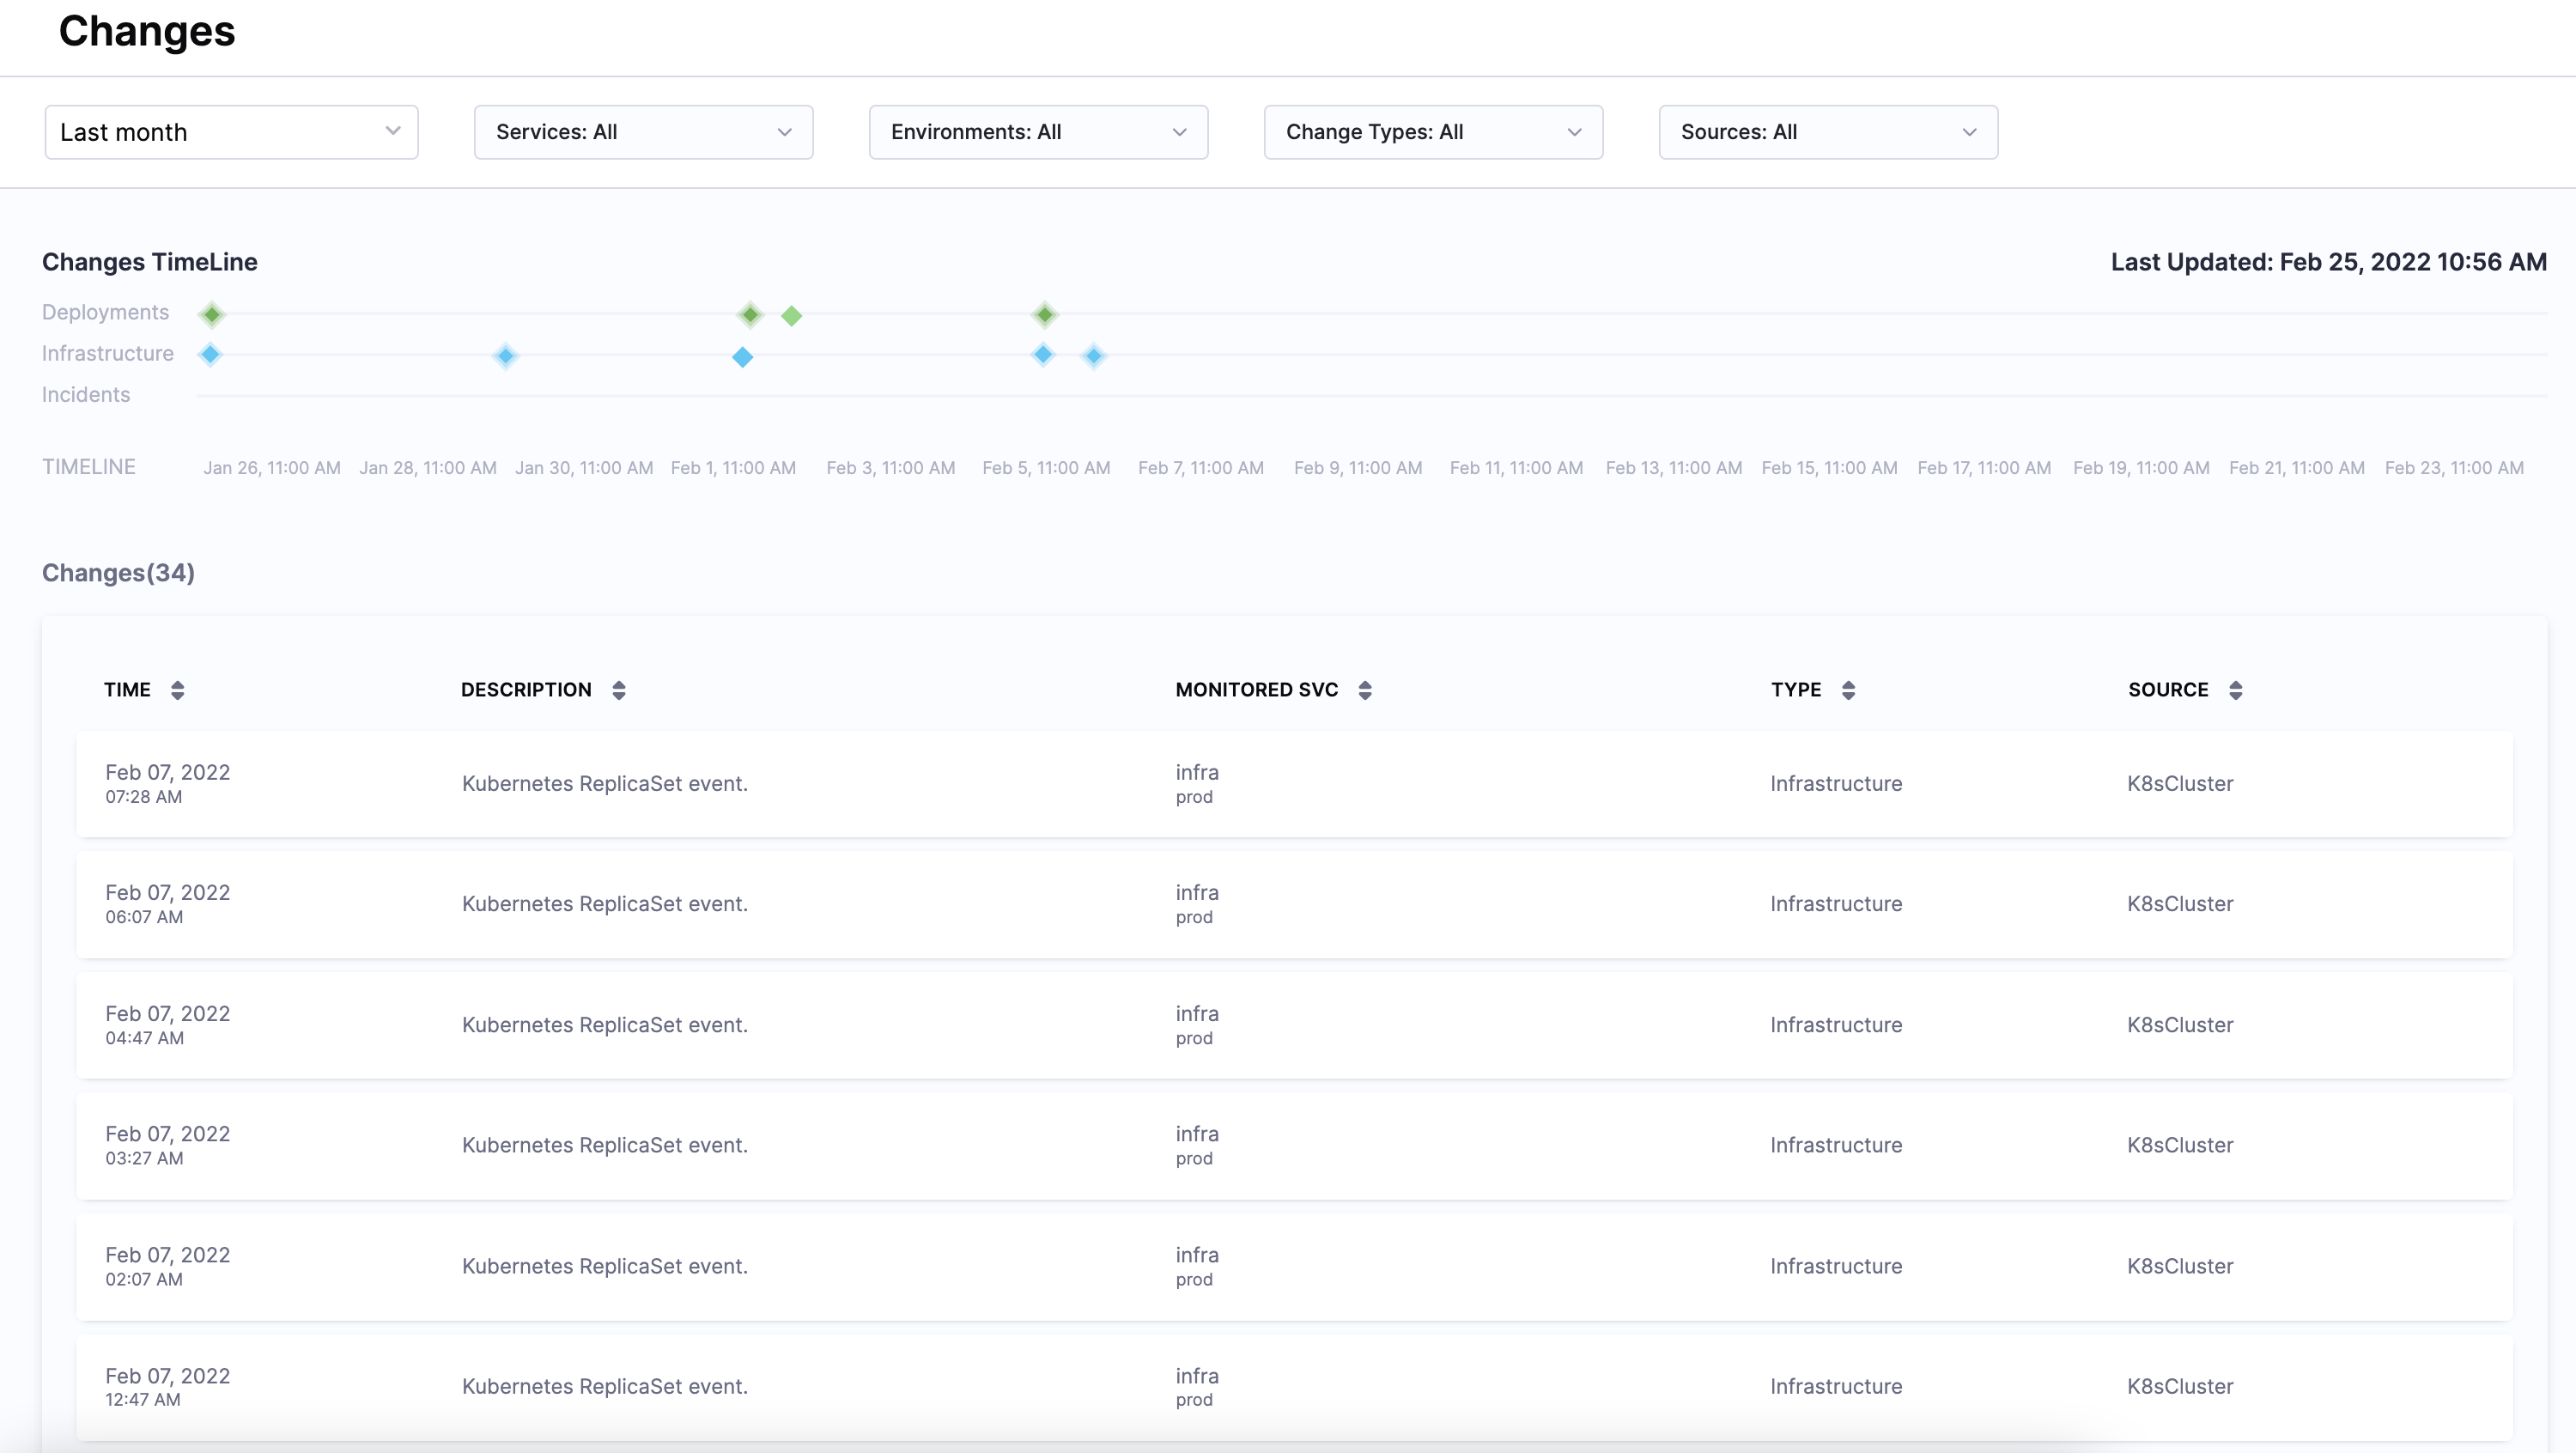 Changes
Last month
Services: All
Environments: All
Change Types: All
Sources: All
Changes TimeLine
Last Updated: Feb 25, 2022 10:56 AM
Deployments
Infrastructure
Incidents
TIMELINE
Jan 26, 11:00 AM
Jan 28, 11:00 AM
Jan 30, 11:00 AM
Feb 1, 11:00 AM
Feb 3, 11:00 AM
Feb 5, 11:00 AM
Feb 7, 11:00 AM
Feb 9, 11:00 AM
Feb 11, 11:00 AM
Feb 13, 11:00 AM
Feb 15, 11:00 AM
Feb 17, 11:00 AM
Feb 19, 11:00 AM
Feb 21, 11:00 AM
Feb 23, 11:00 AM
Changes(34)
TIME
DESCRIPTION
MONITORED SVC
TYPE
SOURCE
Feb 07, 2022
07:28 AM
Kubernetes ReplicaSet event.
infra
prod
Infrastructure
K8sCluster
Feb 07, 2022
06:07 AM
Kubernetes ReplicaSet event.
infra
prod
Infrastructure
K8sCluster
Feb 07, 2022
04:47 AM
Kubernetes ReplicaSet event.
infra
prod
Infrastructure
K8sCluster
Feb 07, 2022
03:27 AM
Kubernetes ReplicaSet event.
infra
prod
Infrastructure
K8sCluster
Feb 07, 2022
02:07 AM
Kubernetes ReplicaSet event.
infra
prod
Infrastructure
K8sCluster
Feb 07, 2022
12:47 AM
Kubernetes ReplicaSet event.
infra
prod
Infrastructure
K8sCluster